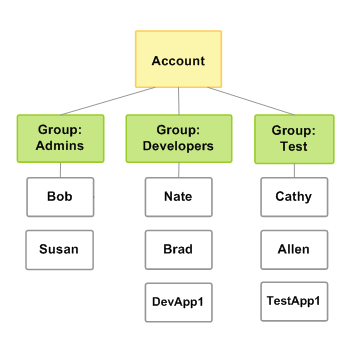 Account
Group:
Admins
Group:
Developers
Group:
Test
Bob
Nate
Cathy
Susan
Brad
Allen
DevApp1
TestApp1